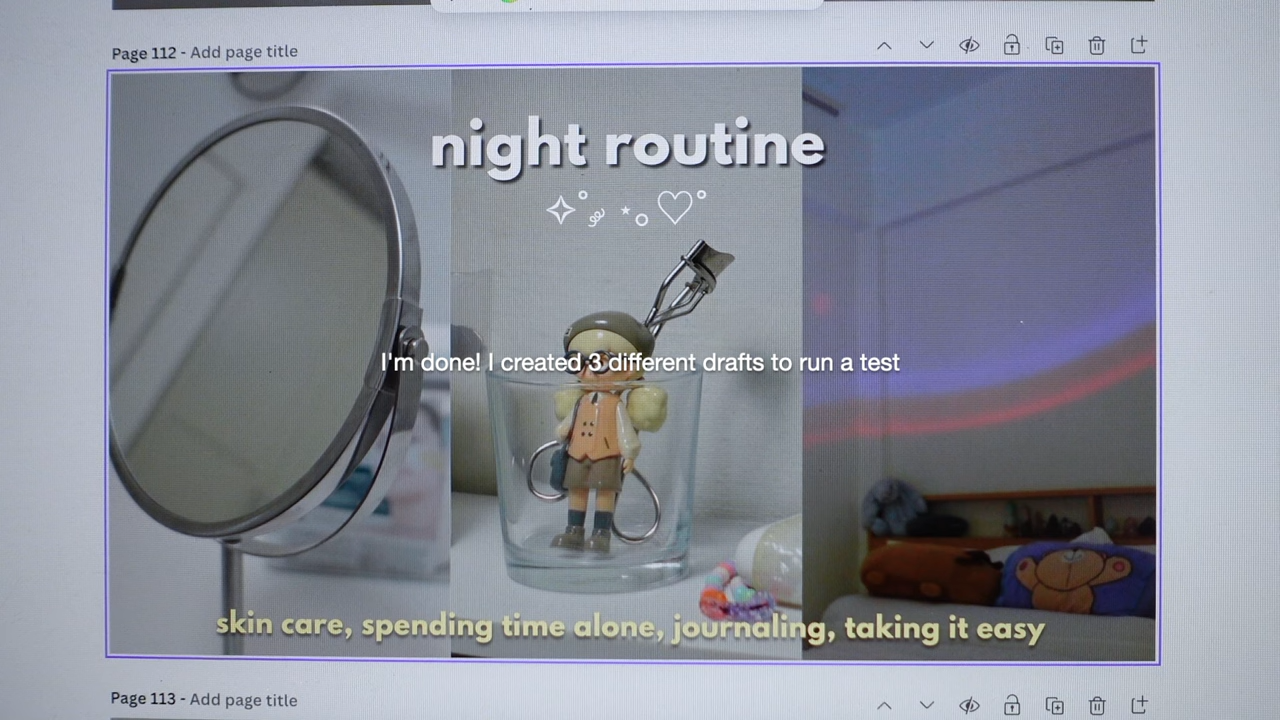 Page 112 - Add page title
night routine
I'm done! I created 3 different drafts to run a test
skin care, spending time alone, journaling, taking it easy
Page 113 - Add page title